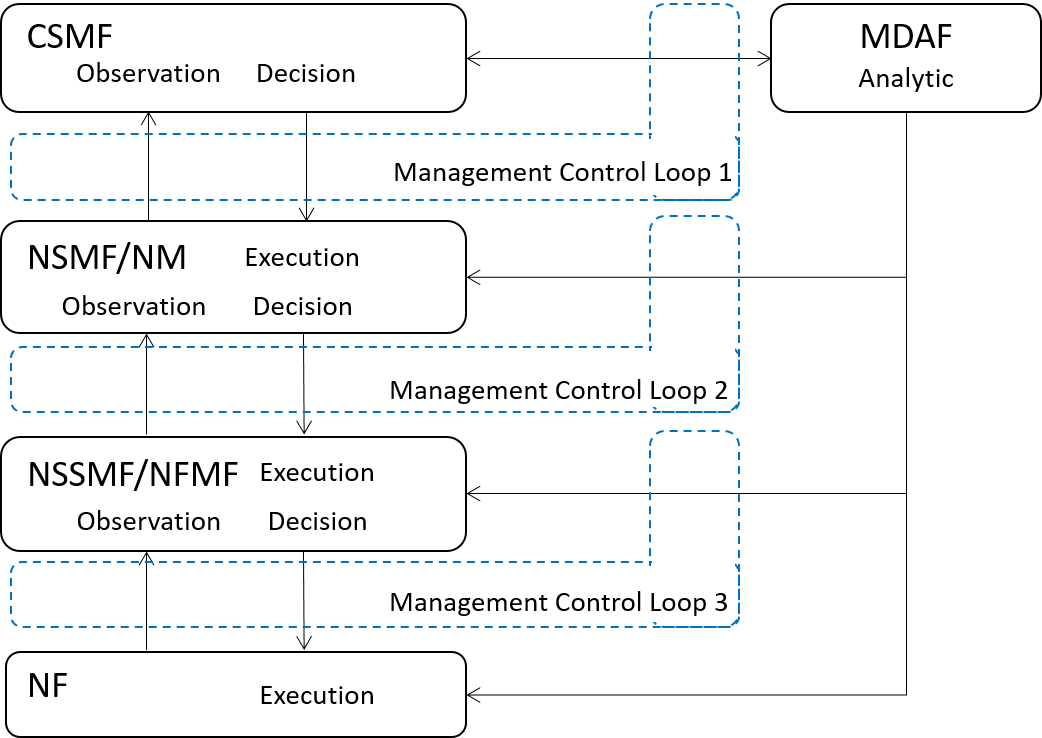 CSMF
Observation Decision
MDAF
Analytic
Management Control Loop 1
NSMF/NM Execution
Observation Decision
Management Control Loop 2
NSSMF/NFMF Execution
Observation Decision
Management Control Loop 3
NF Execution